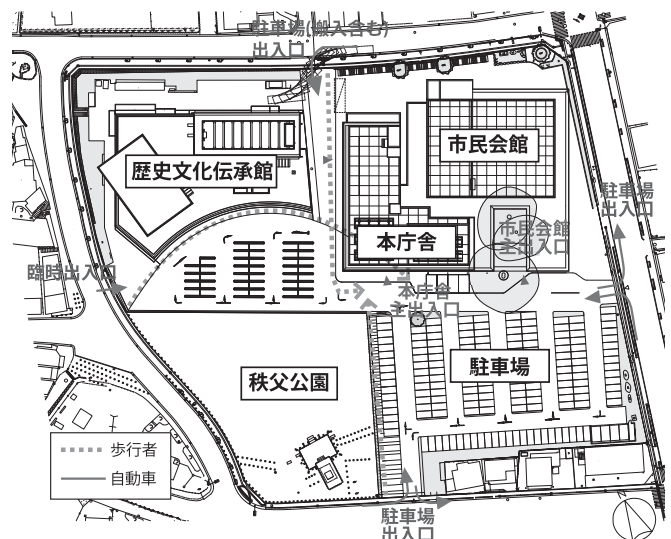 駐車場(搬入含む)
出入口
歴史文化伝承館
市民会館
駐車場
出入口
本庁舎
市民会館
主出入口
臨時出入口
本庁舎
主出入口
駐車場
秩父公園
歩行者
自動車
駐車場
出入口